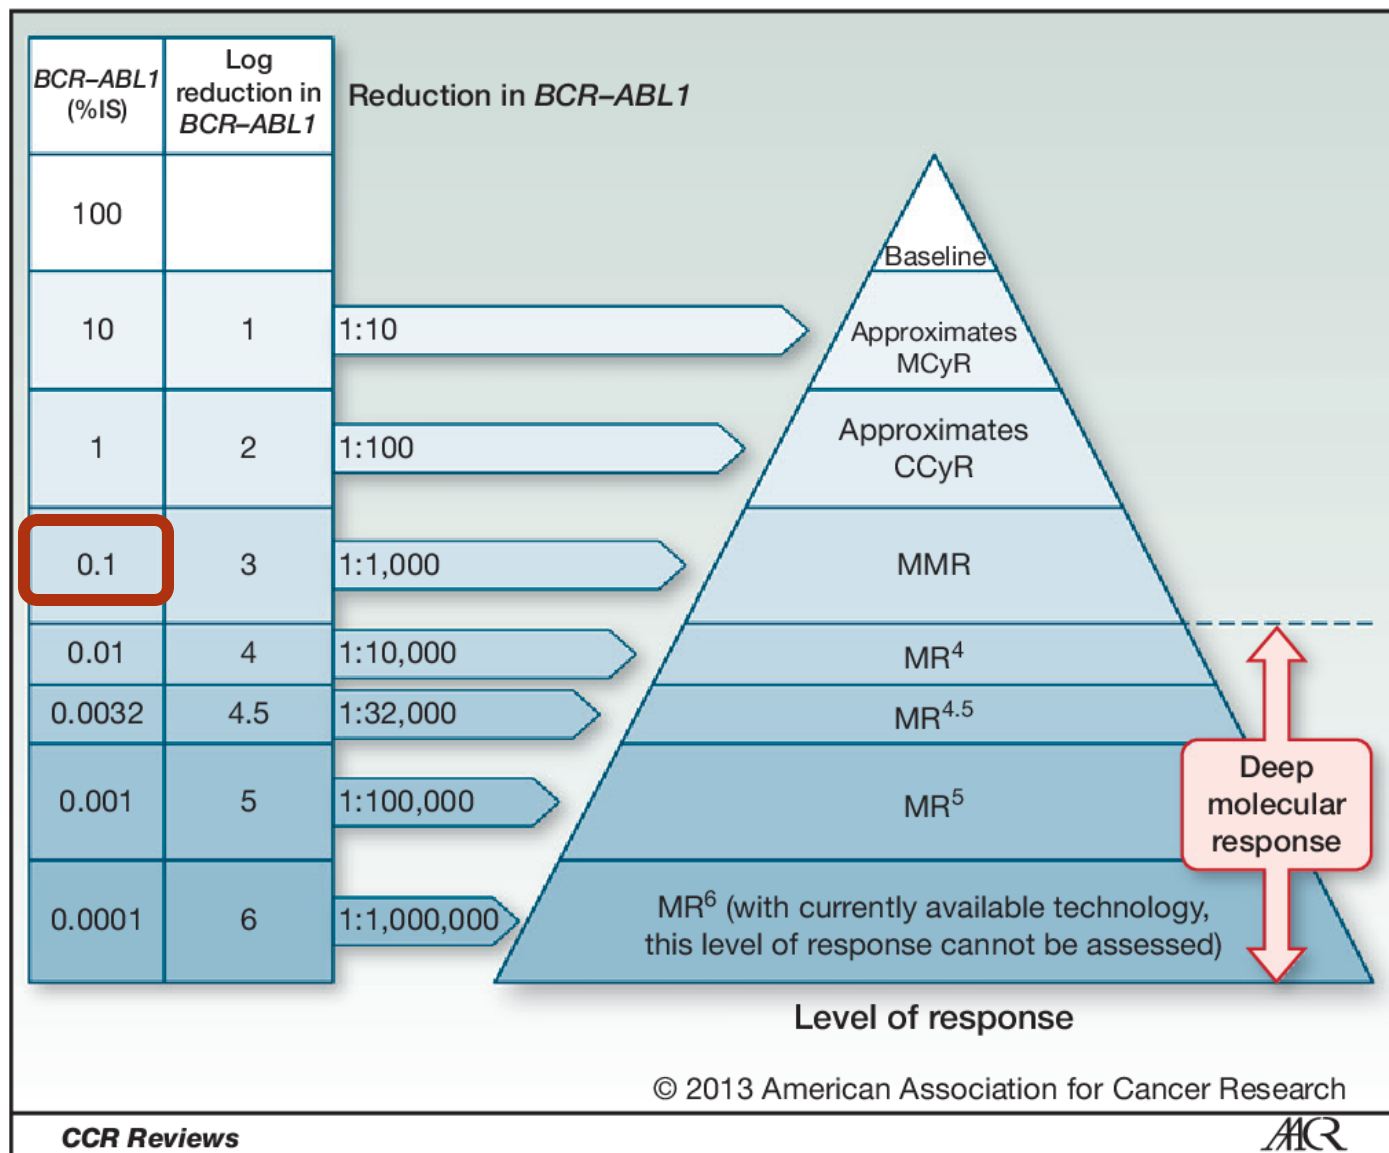 BCR–ABL1
(%IS)
Log
reduction in
BCR–ABL1
Reduction in BCR–ABL1
100
Baseline
10
1
1:10
Approximates
MCyR
1
2
1:100
Approximates
CCyR
0.1
3
1:1,000
MMR
0.01
4
1:10,000
MR⁴
0.0032
4.5
1:32,000
MR⁴·⁵
0.001
5
1:100,000
MR⁵
Deep
molecular
response
0.0001
6
1:1,000,000
MR⁶ (with currently available technology,
this level of response cannot be assessed)
Level of response
© 2013 American Association for Cancer Research
CCR Reviews
AACR